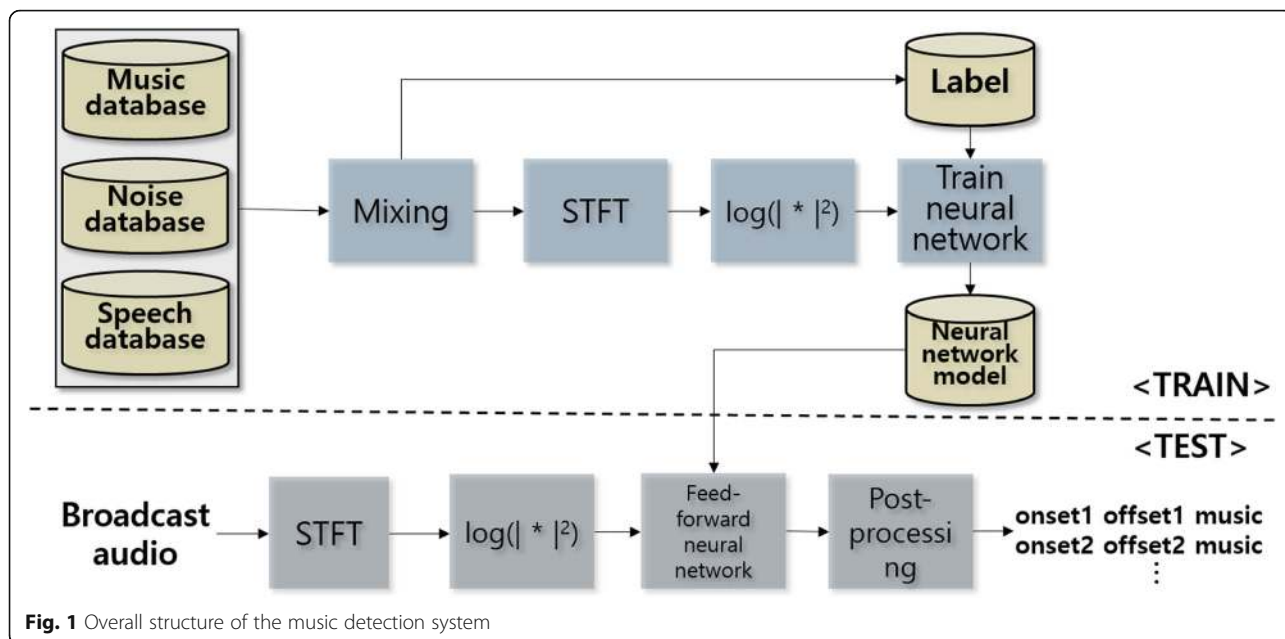 Music
database
Noise
database
Speech
database
Mixing
STFT
log(| * |²)
Label
Train
neural
network
Neural
network
model
<TRAIN>
<TEST>
Broadcast
audio
STFT
log(| * |²)
Feed-
forward
neural
network
Post-
processi
ng
onset1 offset1 music
onset2 offset2 music
⋮
Fig. 1 Overall structure of the music detection system